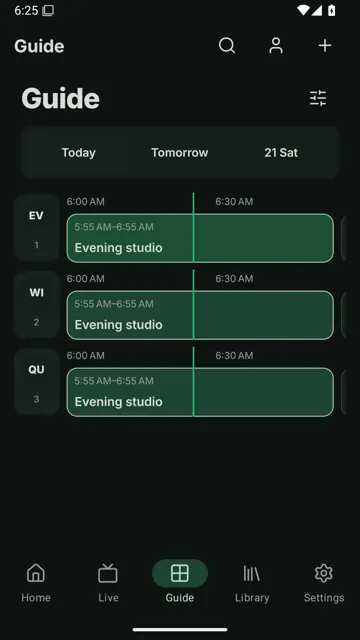 6:25
Guide
Guide
Today
Tomorrow
21 Sat
EV
1
6:00 AM
6:30 AM
5:55 AM–6:55 AM
Evening studio
WI
2
6:00 AM
6:30 AM
5:55 AM–6:55 AM
Evening studio
QU
3
6:00 AM
6:30 AM
5:55 AM–6:55 AM
Evening studio
Home
Live
Guide
Library
Settings